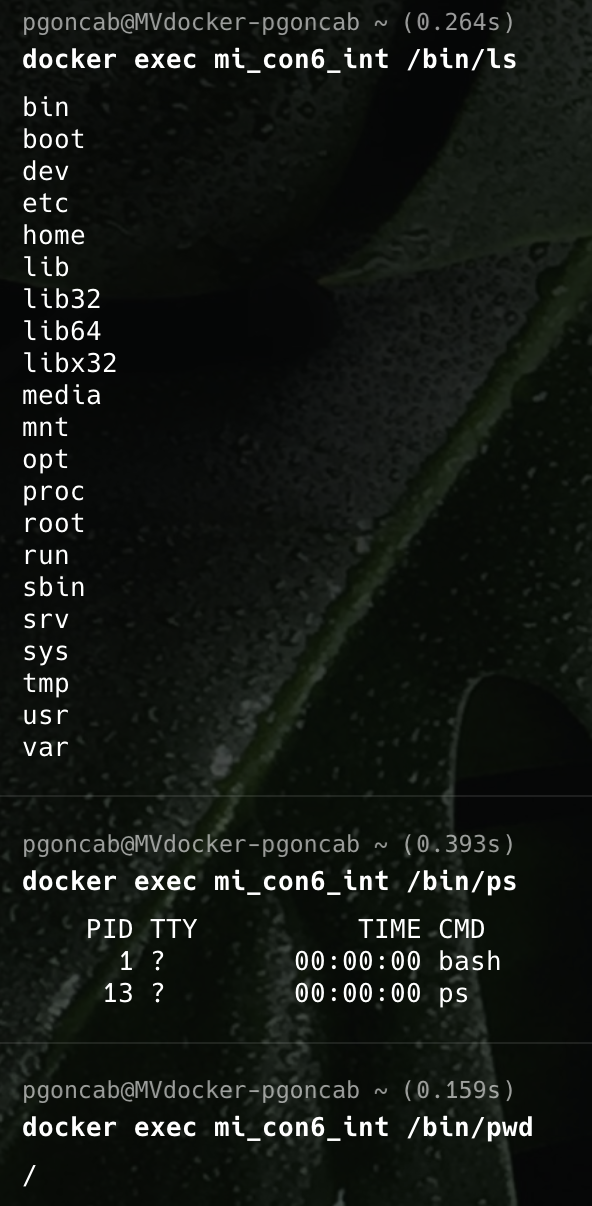 pgoncab@MVdocker-pgoncab ~ (0.264s)
docker exec mi_con6_int /bin/ls
bin
boot
dev
etc
home
lib
lib32
lib64
libx32
media
mnt
opt
proc
root
run
sbin
srv
sys
tmp
usr
var
pgoncab@MVdocker-pgoncab ~ (0.393s)
docker exec mi_con6_int /bin/ps
    PID TTY          TIME CMD
      1 ?        00:00:00 bash
     13 ?        00:00:00 ps
pgoncab@MVdocker-pgoncab ~ (0.159s)
docker exec mi_con6_int /bin/pwd
/